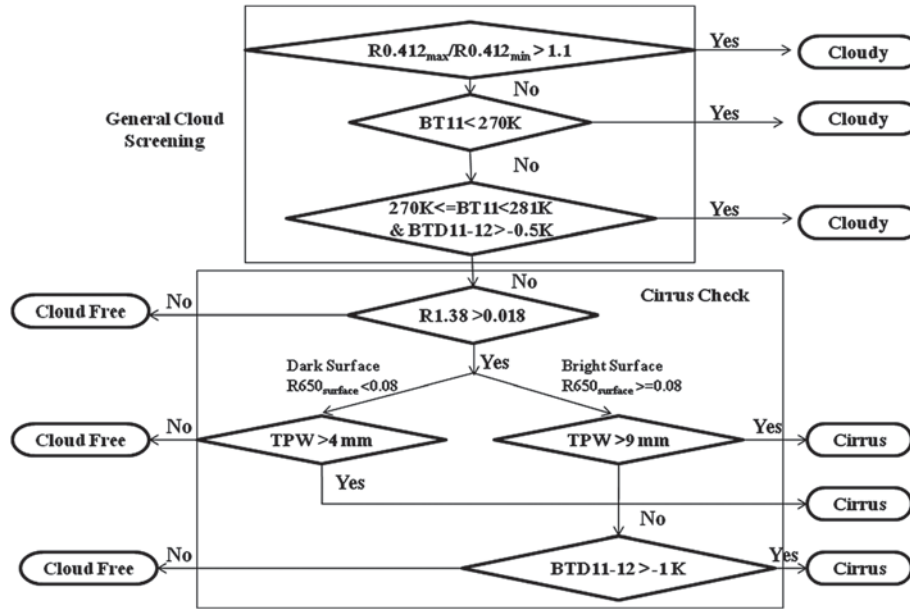 R0.412max/R0.412min > 1.1
Yes
Cloudy
No
General Cloud
Screening
BT11<270K
Yes
Cloudy
No
270K<=BT11<281K
& BTD11-12>-0.5K
Yes
Cloudy
No
Cirrus Check
Cloud Free
No
R1.38 >0.018
Yes
Dark Surface
R650surface<0.08
Bright Surface
R650surface>=0.08
Cloud Free
No
TPW >4 mm
TPW >9 mm
Yes
Cirrus
Yes
Cirrus
No
Cloud Free
No
BTD11-12>-1 K
Yes
Cirrus